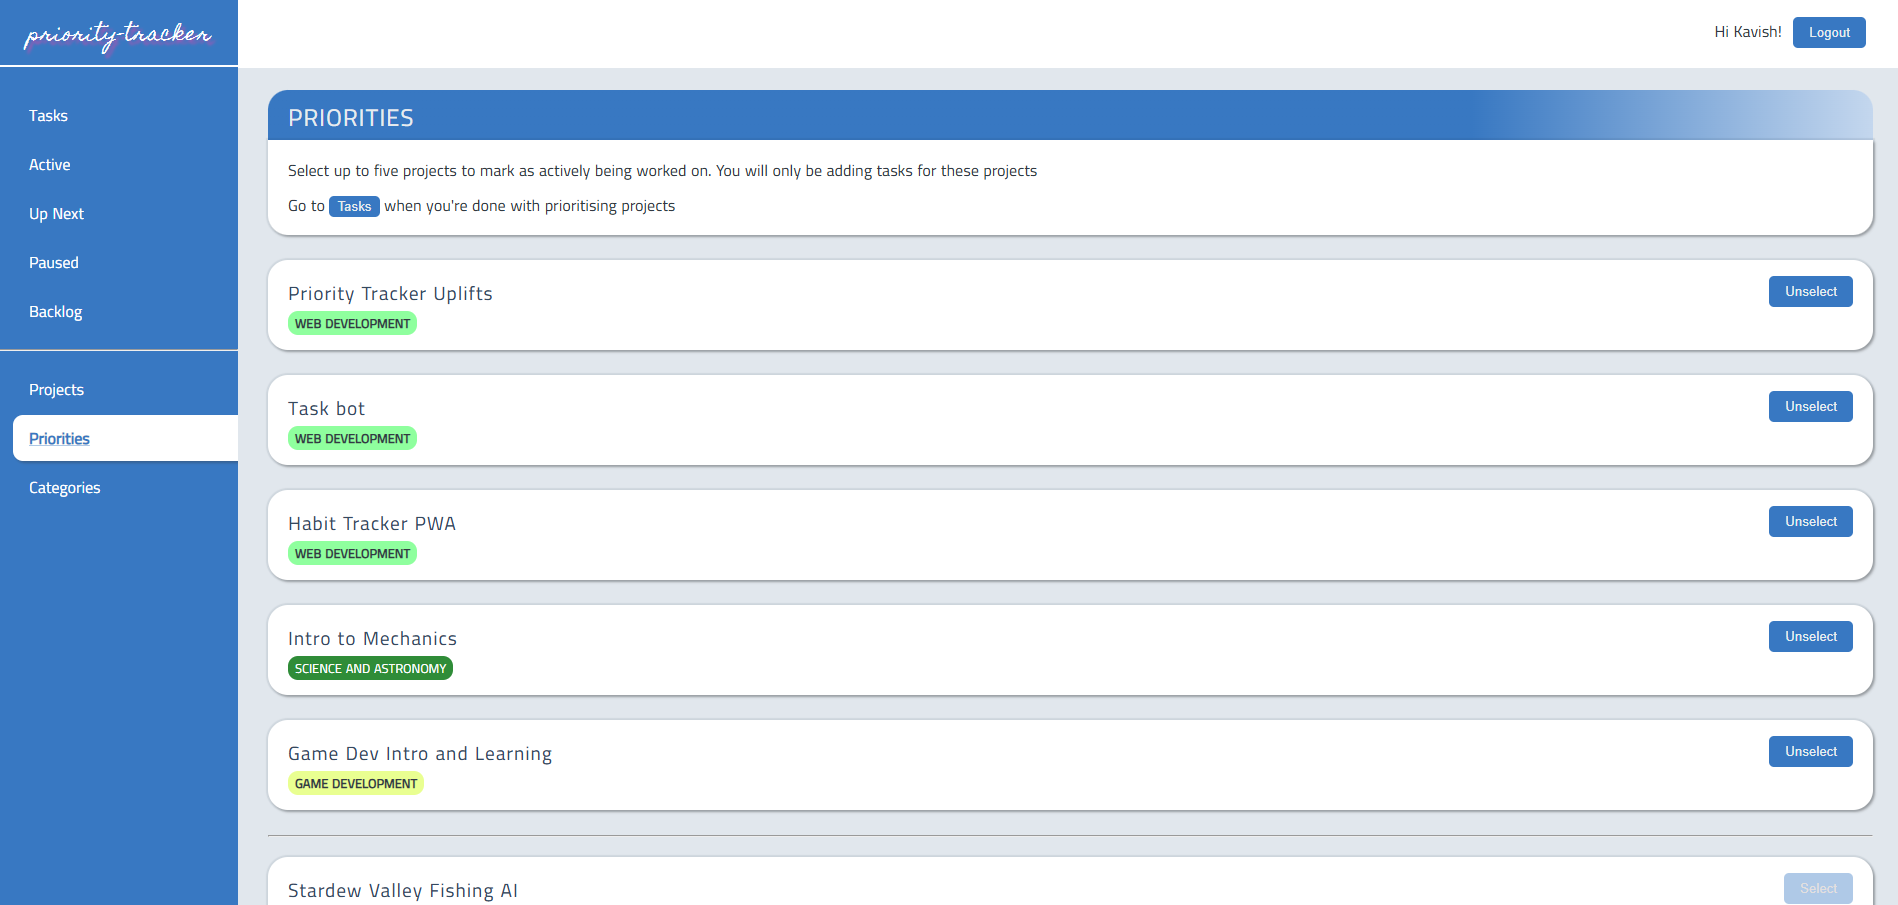 priority-tracker
Hi Kavish!
Logout
Tasks
Active
Up Next
Paused
Backlog
Projects
Priorities
Categories
PRIORITIES
Select up to five projects to mark as actively being worked on. You will only be adding tasks for these projects
Go to Tasks when you're done with prioritising projects
Priority Tracker Uplifts
Unselect
WEB DEVELOPMENT
Task bot
Unselect
WEB DEVELOPMENT
Habit Tracker PWA
Unselect
WEB DEVELOPMENT
Intro to Mechanics
Unselect
SCIENCE AND ASTRONOMY
Game Dev Intro and Learning
Unselect
GAME DEVELOPMENT
Stardew Valley Fishing AI
Select